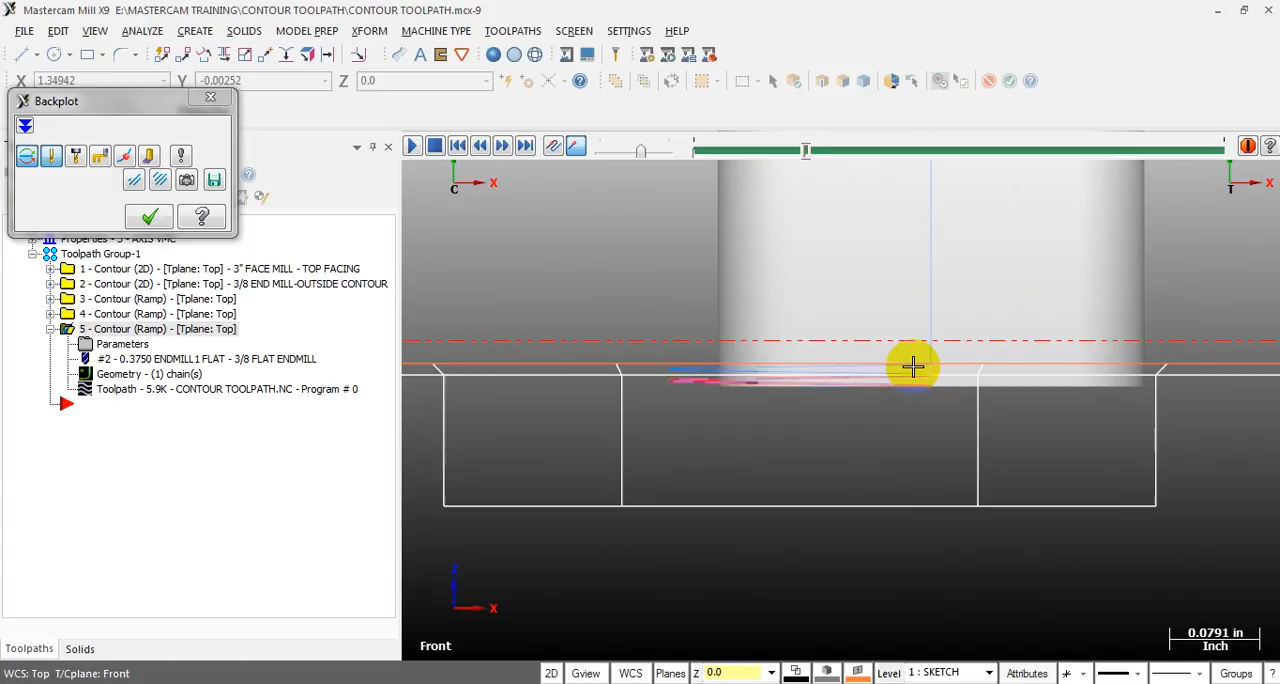 Mastercam Mill X9 E:\MASTERCAM TRAINING\CONTOUR TOOLPATH\CONTOUR TOOLPATH.mcx-9
FILE EDIT VIEW ANALYZE CREATE SOLIDS MODEL PREP XFORM MACHINE TYPE TOOLPATHS SCREEN SETTINGS HELP
X 1.34942 Y -0.00252 Z 0.0
Backplot
Toolpath Group-1
1 - Contour (2D) - [Tplane: Top] - 3" FACE MILL - TOP FACING
2 - Contour (2D) - [Tplane: Top] - 3/8 END MILL-OUTSIDE CONTOUR
3 - Contour (Ramp) - [Tplane: Top]
4 - Contour (Ramp) - [Tplane: Top]
5 - Contour (Ramp) - [Tplane: Top]
Parameters
#2 - 0.3750 ENDMILL1 FLAT - 3/8 FLAT ENDMILL
Geometry - (1) chain(s)
Toolpath - 5.9K - CONTOUR TOOLPATH.NC - Program # 0
C X
T X
Z
X
Front
0.0791 in
Inch
Toolpaths Solids
WCS: Top T/Cplane: Front
2D Gview WCS Planes Z 0.0 Level 1 : SKETCH Attributes Groups ?